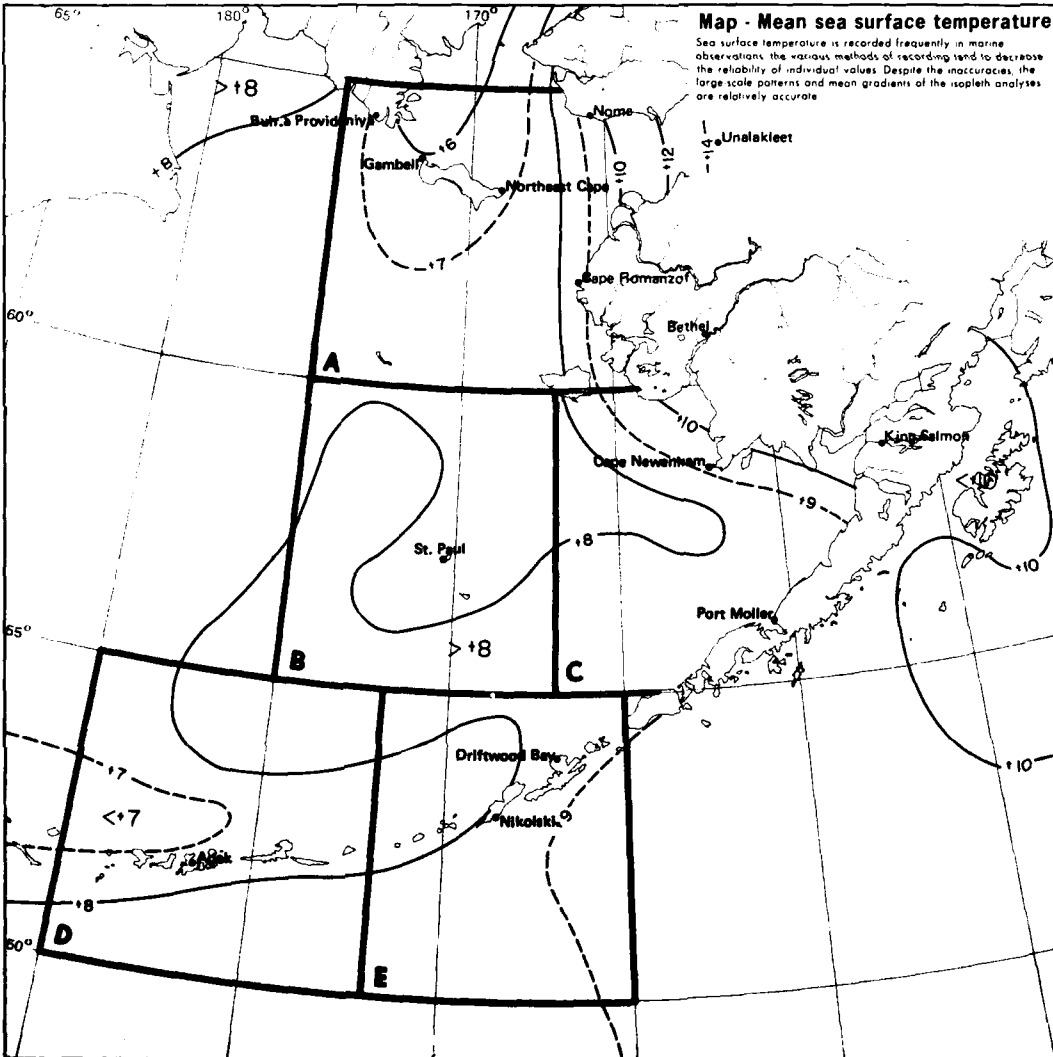 65°
180°
170°
Map - Mean sea surface temperature
Sea surface temperature is recorded frequently in marine
observations the various methods of recording tend to decrease
the reliability of individual values Despite the inaccuracies, the
large scale patterns and mean gradients of the isopleth analyses
are relatively accurate
> +8
Nome
Unalakleet
+14
+12
+10
+6
+8
Gambell
Northeast Cape
+7
Cape Romanzof
Bethel
60°
A
+10
King Salmon
Cape Newenham
+9
+8
St. Paul
+10
Port Moller
55°
> +8
B
C
+7
Driftwood Bay
+10
< +7
Nikolski
9
Adak
+8
50°
D
E